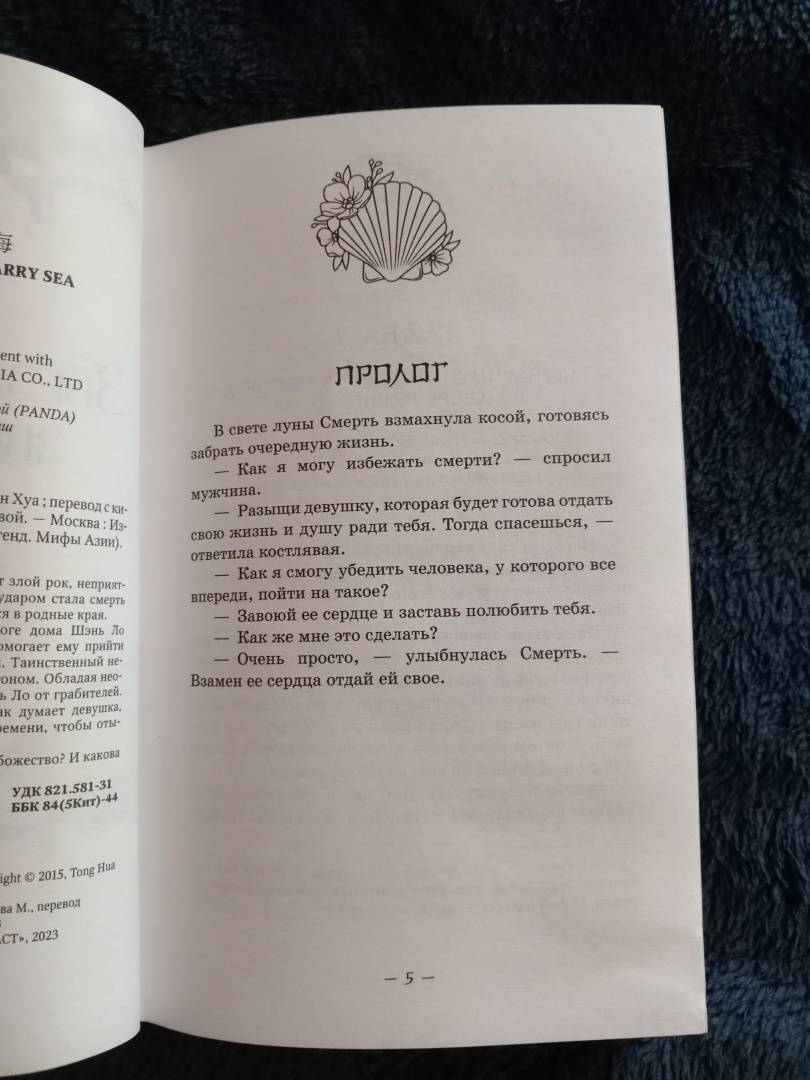 海
ARRY SEA
ent with
IA CO., LTD
ой (PANDA)
иш
н Хуа ; перевод с ки-
вой. — Москва : Из-
генд. Мифы Азии).
т злой рок, неприят-
ударом стала смерть
ся в родные края.
оге дома Шэнь Ло
омогает ему прийти
я. Таинственный не-
оном. Обладая нео-
ь Ло от грабителей.
ак думает девушка,
ремени, чтобы оты-
божество? И какова
УДК 821.581-31
ББК 84(5Кит)-44
ight © 2015, Tong Hua
ва М., перевод
АСТ», 2023
ПРОЛОГ
В свете луны Смерть взмахнула косой, готовясь
забрать очередную жизнь.
— Как я могу избежать смерти? — спросил
мужчина.
— Разыщи девушку, которая будет готова отдать
свою жизнь и душу ради тебя. Тогда спасешься, —
ответила костлявая.
— Как я смогу убедить человека, у которого все
впереди, пойти на такое?
— Завоюй ее сердце и заставь полюбить тебя.
— Как же мне это сделать?
— Очень просто, — улыбнулась Смерть. —
Взамен ее сердца отдай ей свое.
— 5 —